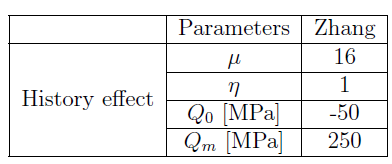 Parameters Zhang
μ 16
η 1
History effect
Q₀ [MPa] -50
Qₘ [MPa] 250